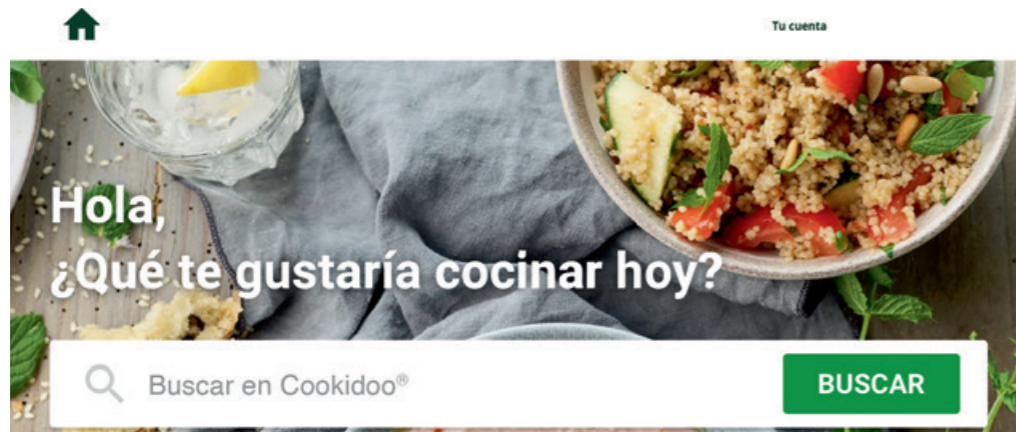 Tu cuenta
Hola,
¿Qué te gustaría cocinar hoy?
Buscar en Cookidoo®
BUSCAR